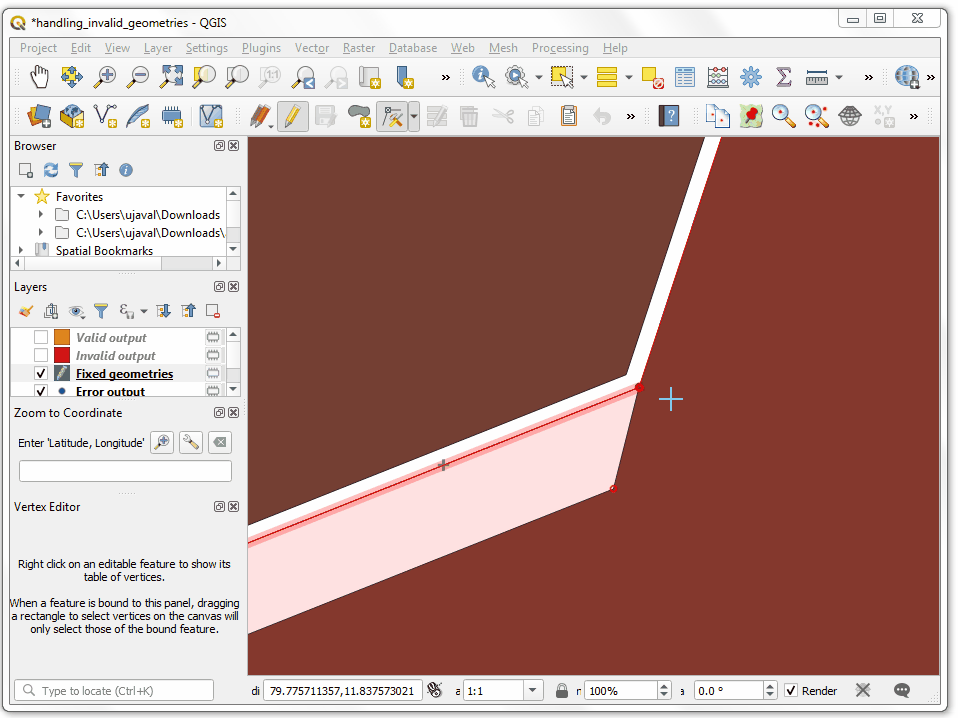 *handling_invalid_geometries - QGIS
Project Edit View Layer Settings Plugins Vector Raster Database Web Mesh Processing Help
1:1
X,Y
Browser
Favorites
C:\Users\ujaval\Downloads
C:\Users\ujaval\Downloads\
Spatial Bookmarks
Layers
Valid output
Invalid output
Fixed geometries
Error output
Zoom to Coordinate
Enter 'Latitude, Longitude'
Vertex Editor
Right click on an editable feature to show its
table of vertices.
When a feature is bound to this panel, dragging
a rectangle to select vertices on the canvas will
only select those of the bound feature.
Type to locate (Ctrl+K)
di 79.775711357,11.837573021 a 1:1 n 100% a 0.0 ° Render